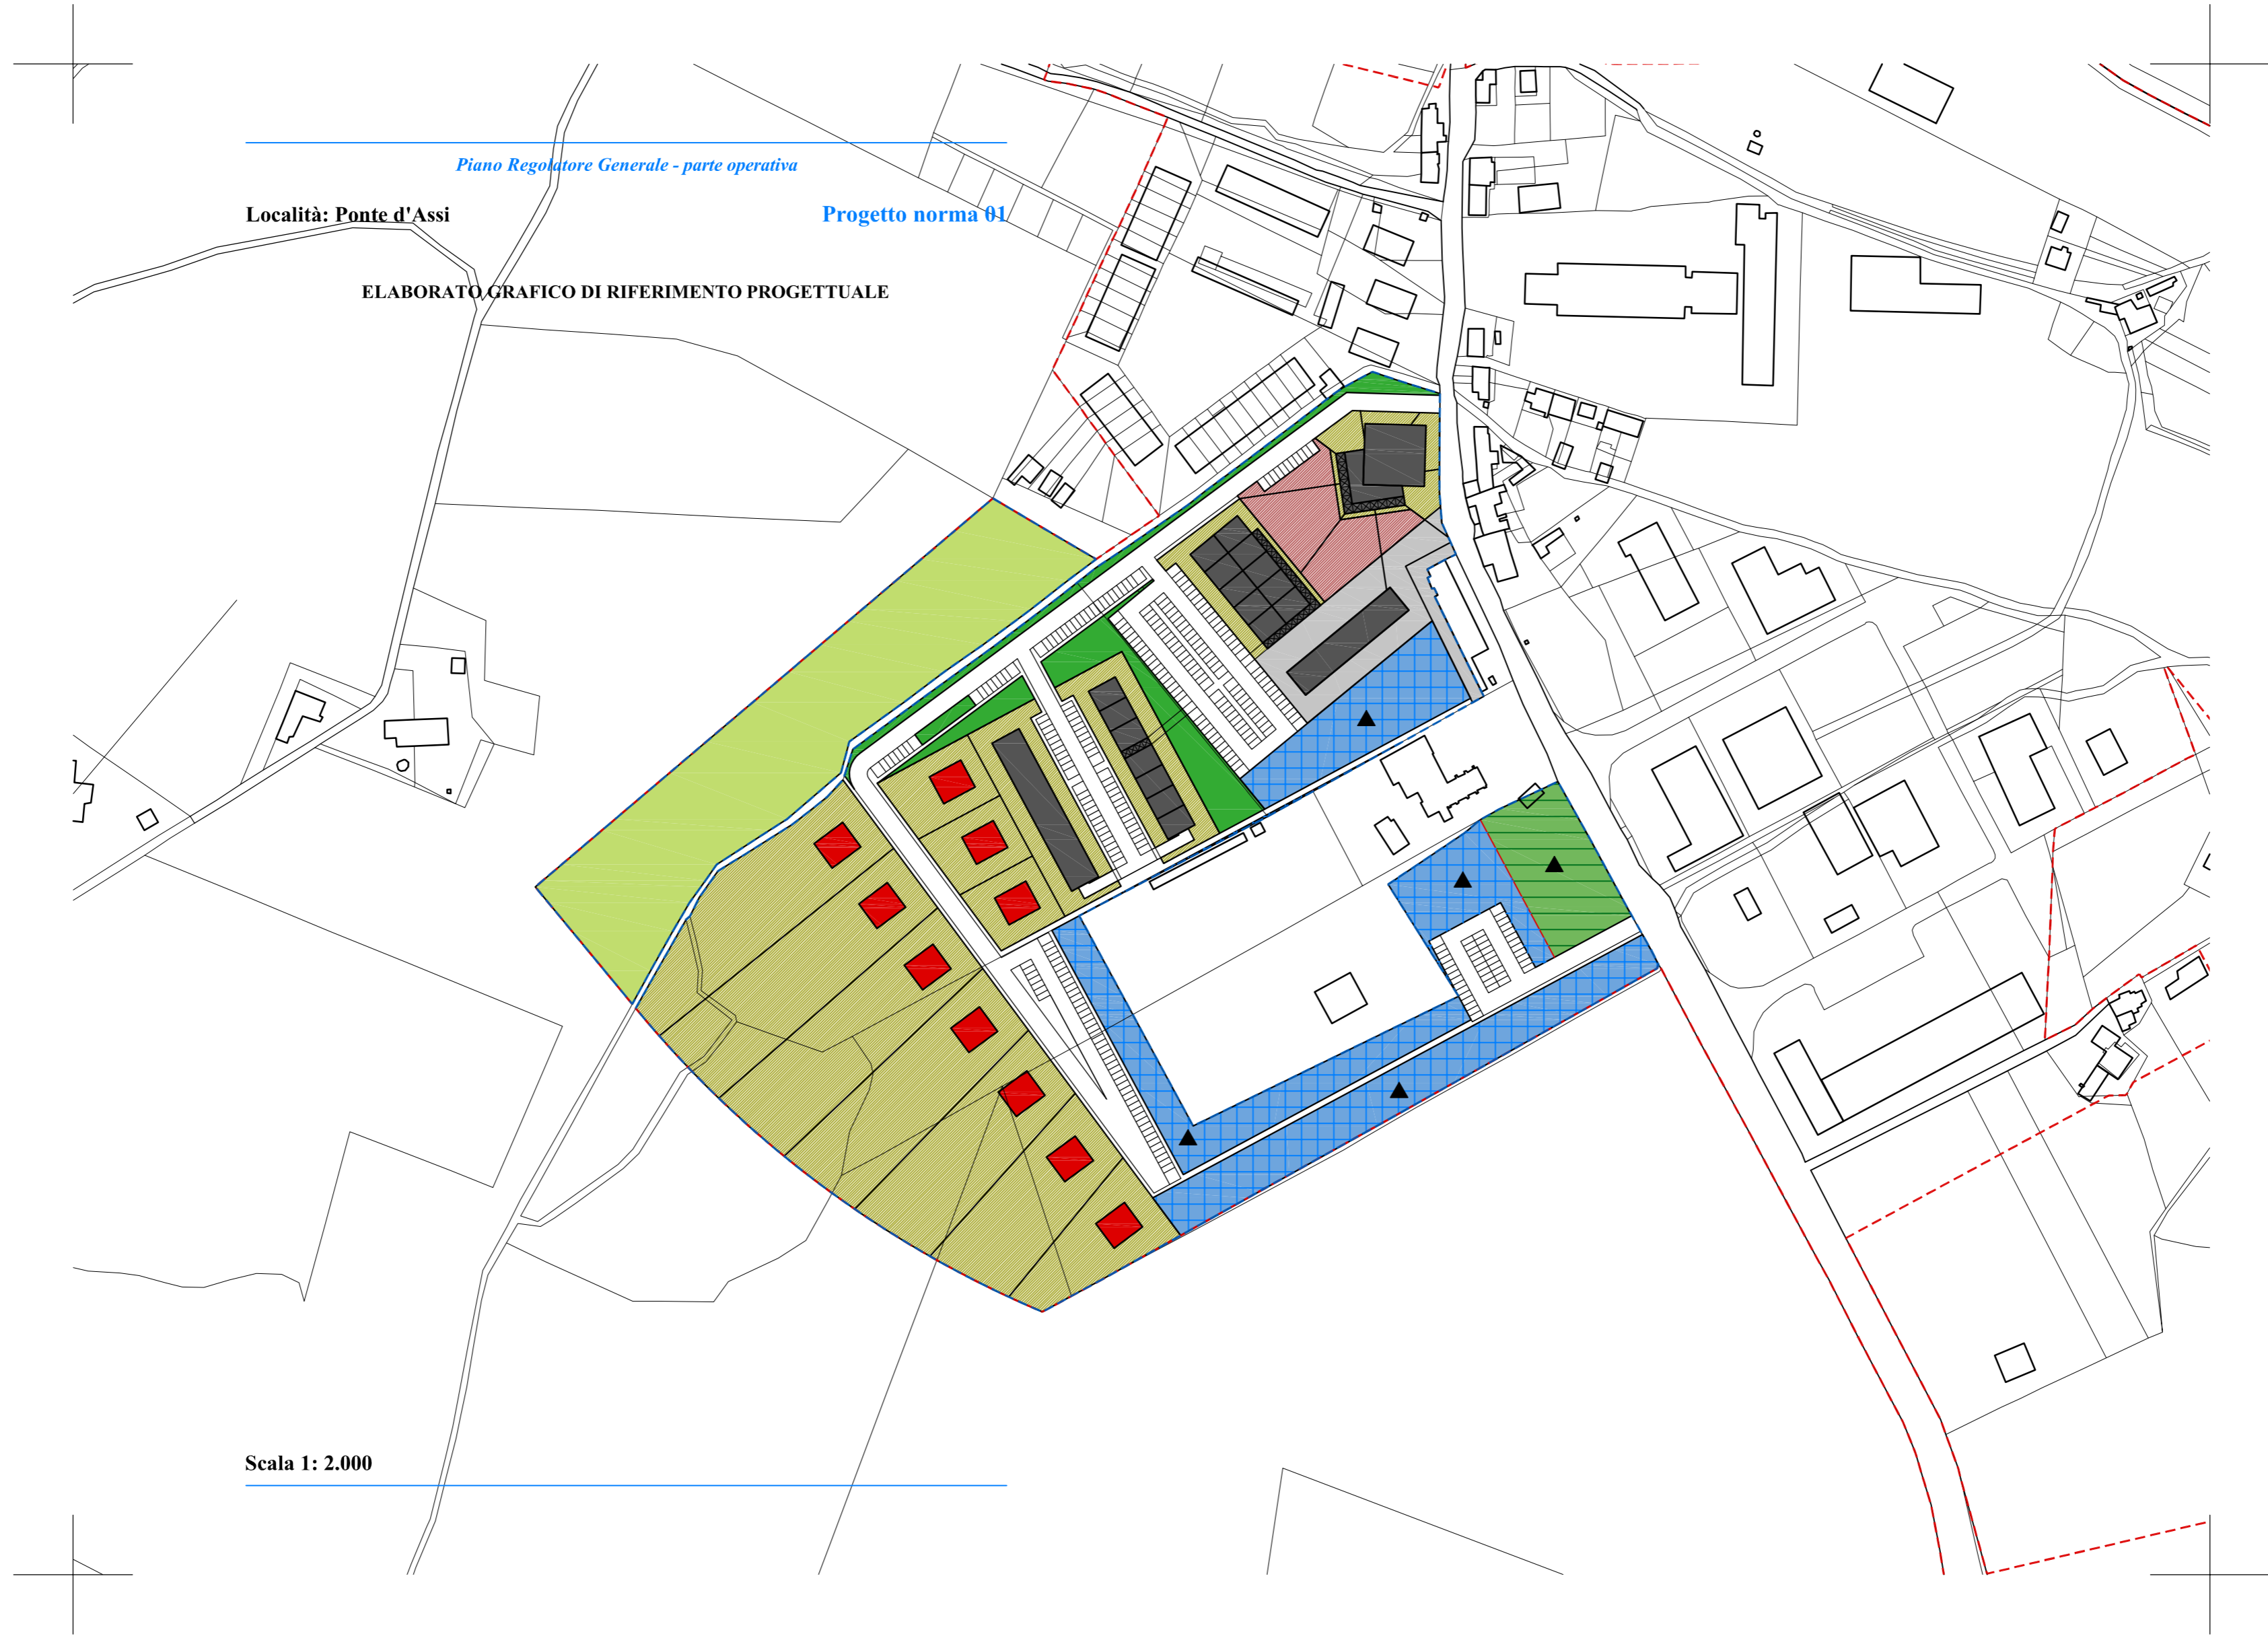 Piano Regolatore Generale - parte operativa
Località: Ponte d'Assi
Progetto norma 01
ELABORATO GRAFICO DI RIFERIMENTO PROGETTUALE
Scala 1: 2.000